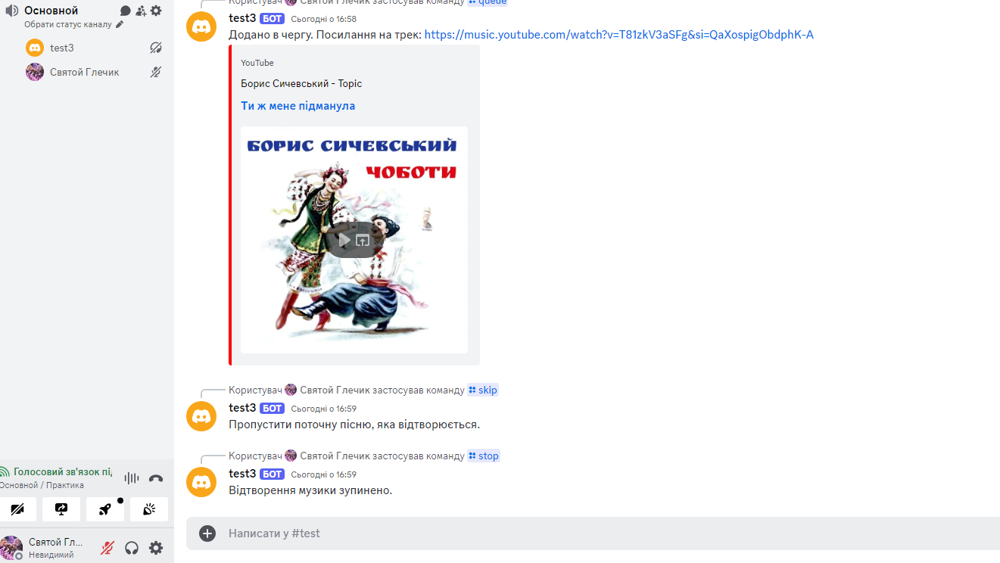 Основной
Обрати статус каналу
test3
Святой Глечик
Голосовий зв'язок пі
Основной / Практика
Святой Гл...
Невидимий
Користувач Святой Глечик застосував команду queue
test3 БОТ Сьогодні о 16:58
Додано в чергу. Посилання на трек: https://music.youtube.com/watch?v=T81zkV3aSFg&si=QaXospigObdphK-A
YouTube
Борис Сичевський - Topic
Ти ж мене підманула
БОРИС СИЧЕВСЬКИЙ
ЧОБОТИ
Користувач Святой Глечик застосував команду skip
test3 БОТ Сьогодні о 16:59
Пропустити поточну пісню, яка відтворюється.
Користувач Святой Глечик застосував команду stop
test3 БОТ Сьогодні о 16:59
Відтворення музики зупинено.
Написати у #test